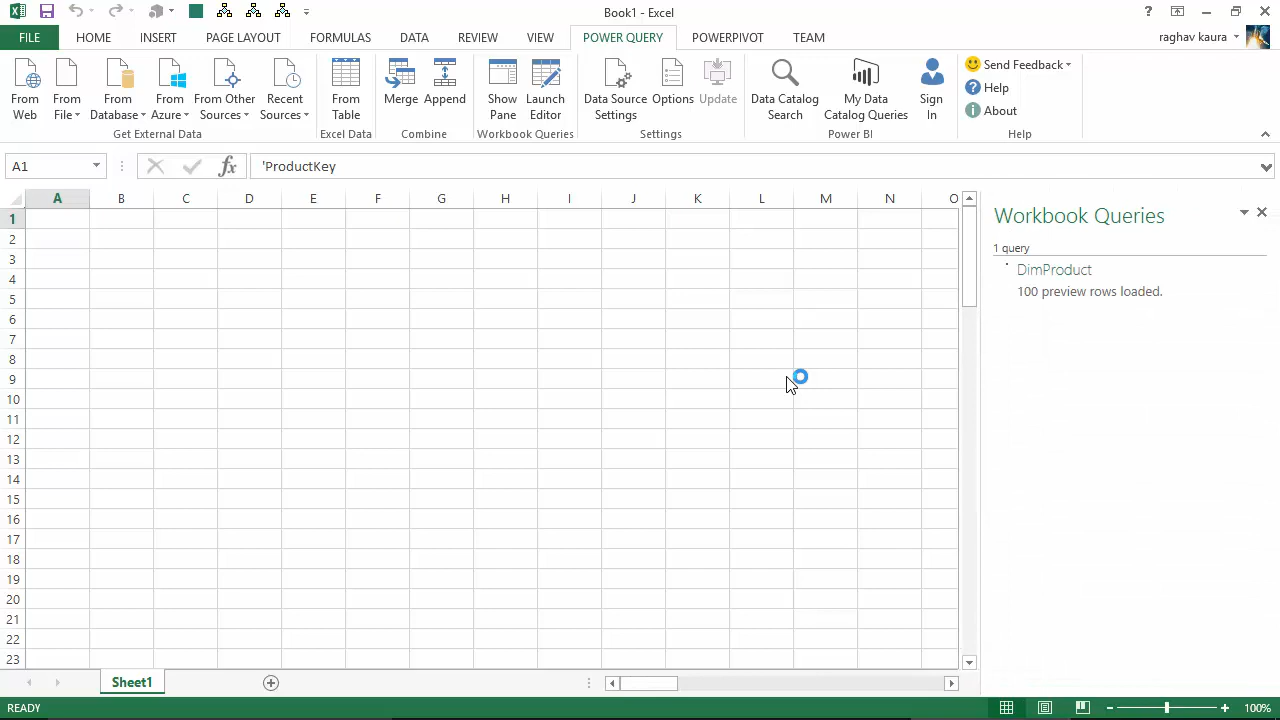 Book1 - Excel
FILE HOME INSERT PAGE LAYOUT FORMULAS DATA REVIEW VIEW POWER QUERY POWERPIVOT TEAM raghav kaura
From Web
From File
From Database
From Azure
From Other Sources
Recent Sources
Get External Data
From Table
Excel Data
Merge
Append
Combine
Show Pane
Launch Editor
Workbook Queries
Data Source Settings
Options
Update
Settings
Data Catalog Search
My Data Catalog Queries
Sign In
Power BI
Send Feedback
Help
About
Help
A1 fx 'ProductKey
A B C D E F G H I J K L M N O
1
2
3
4
5
6
7
8
9
10
11
12
13
14
15
16
17
18
19
20
21
22
23
Workbook Queries
1 query
DimProduct
100 preview rows loaded.
Sheet1
READY 100%